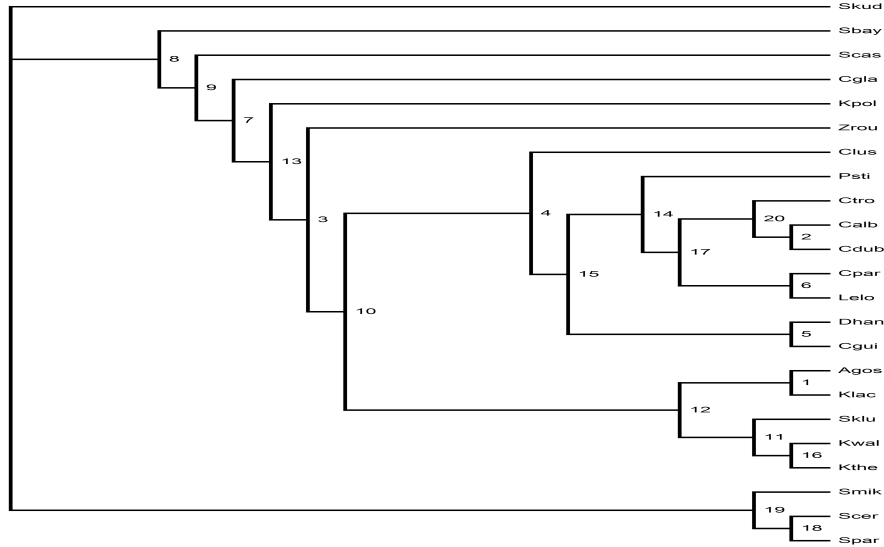 Skud
Sbay
8
Scas
9
Cgla
7
Kpol
13
Zrou
3
Clus
4
Psti
14
Ctro
20
Calb
2
Cdub
17
15
Cpar
6
Lelo
10
Dhan
5
Cgui
Agos
1
Klac
12
Sklu
11
Kwal
16
Kthe
Smik
19
Scer
18
Spar